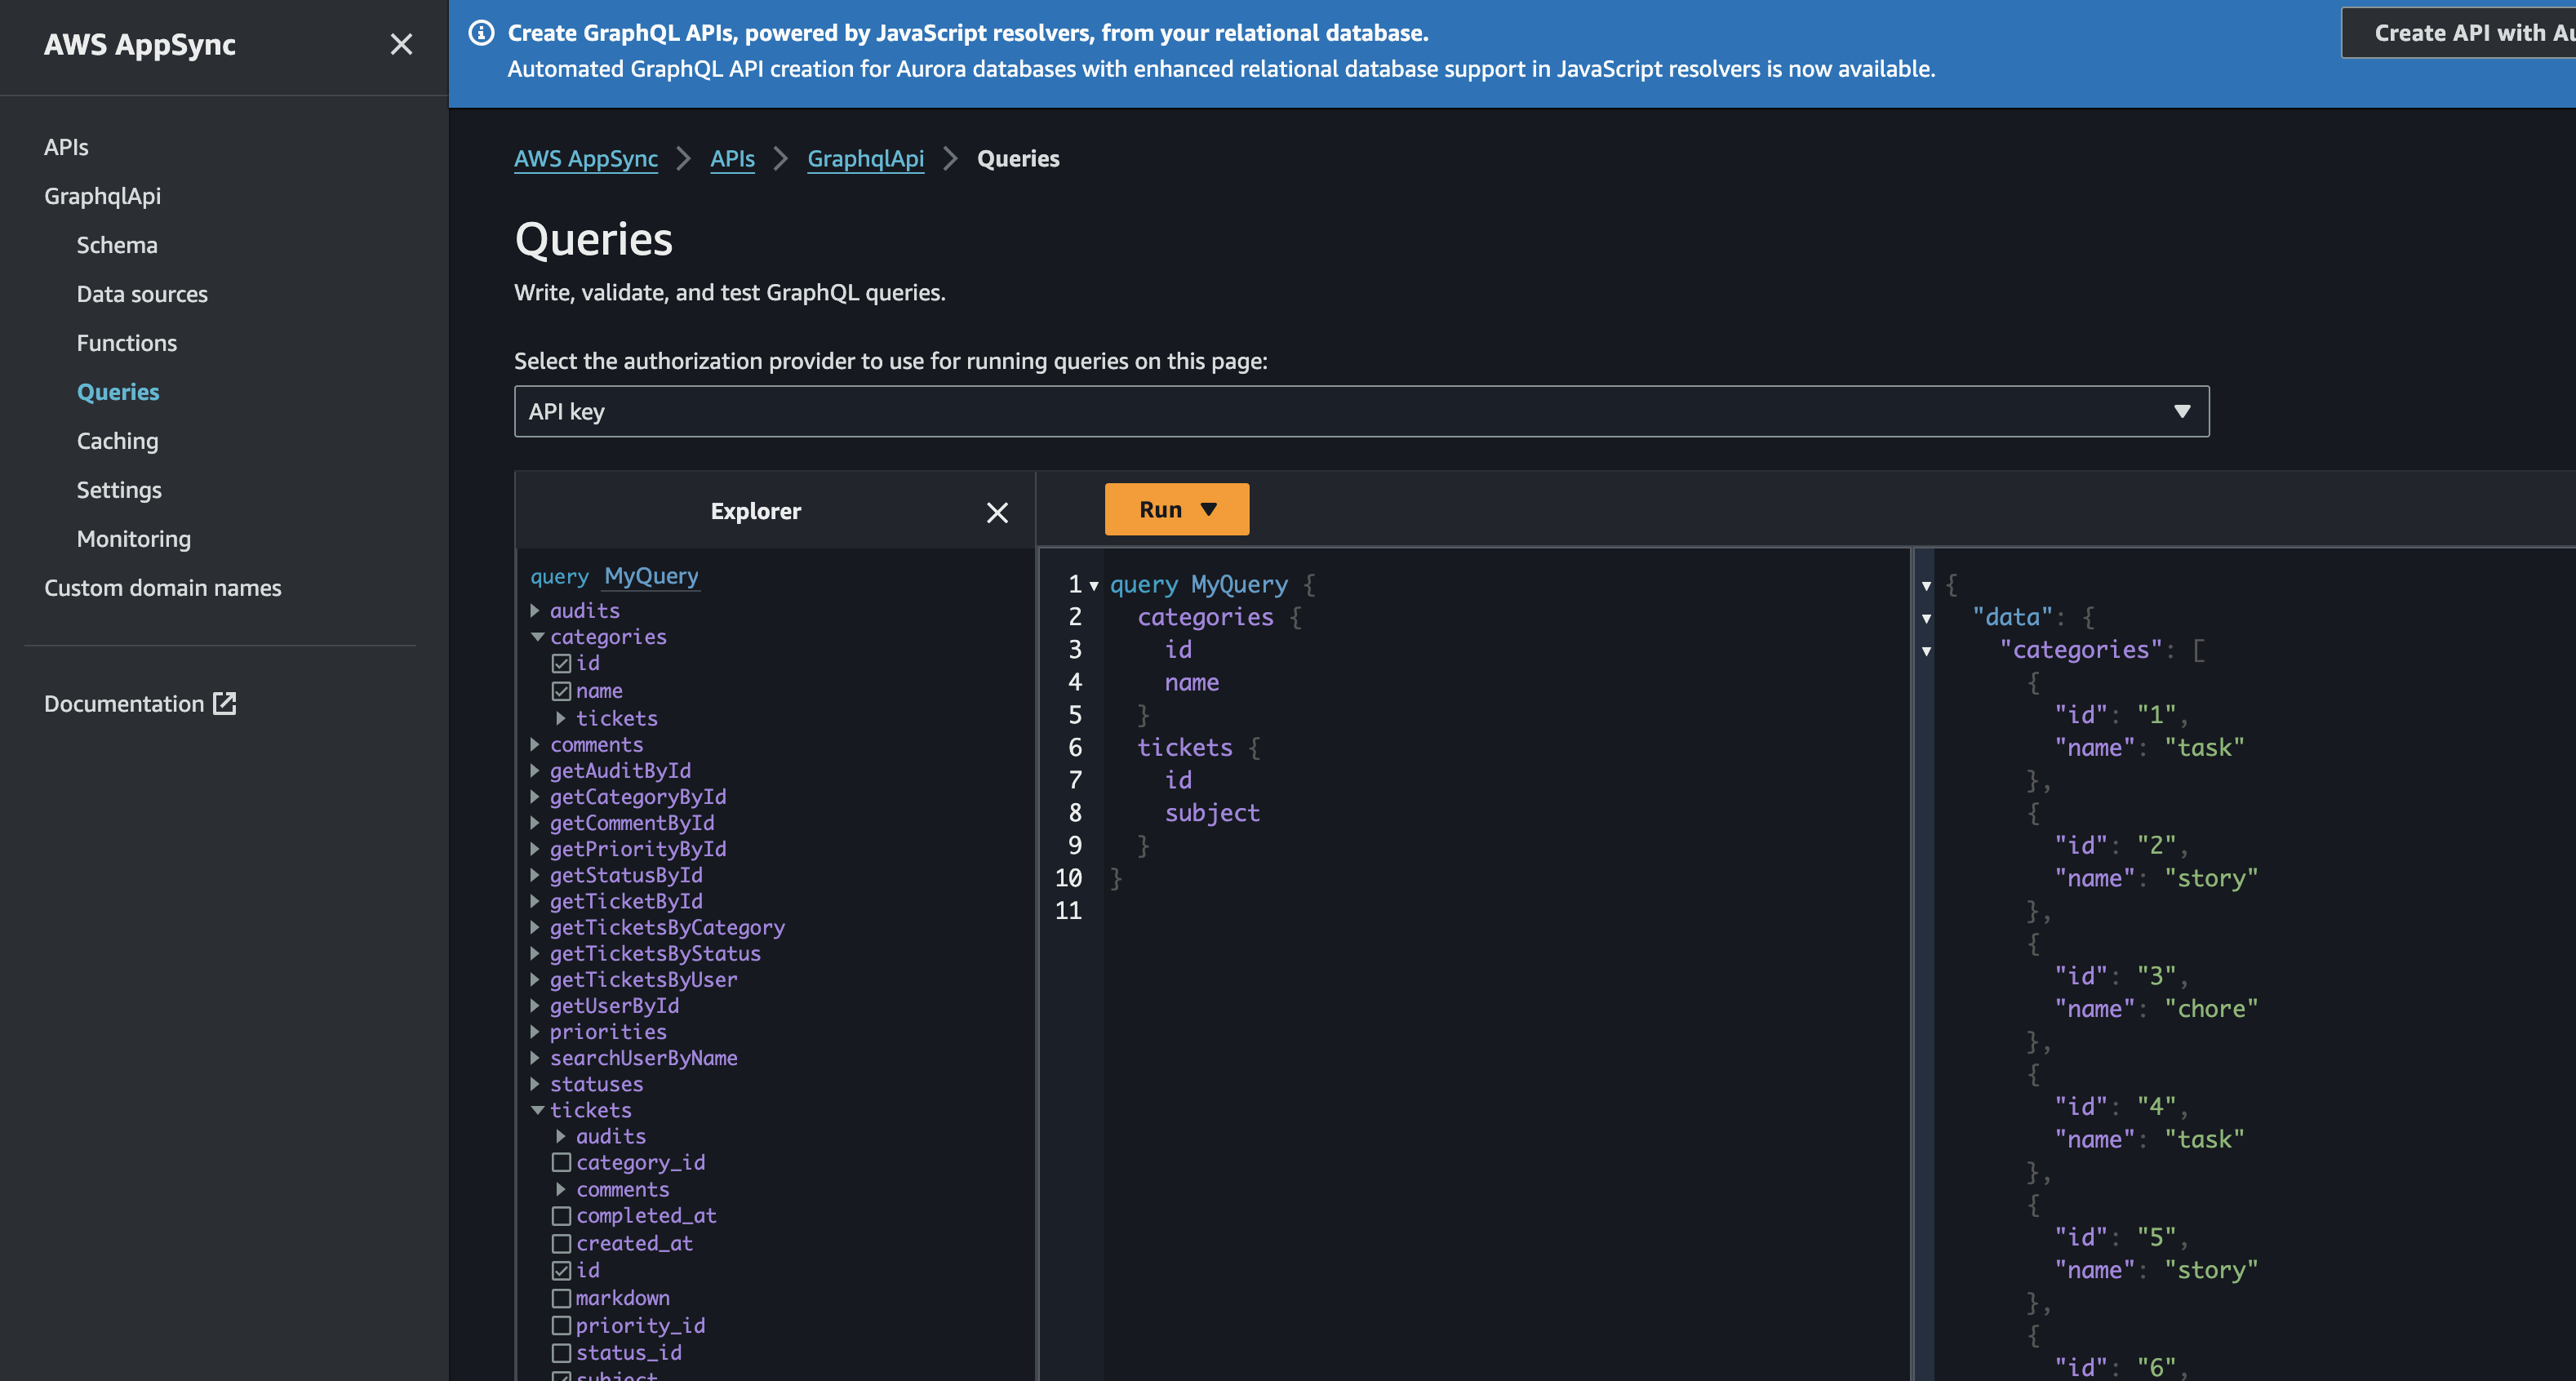 AWS AppSync
APIs
GraphqlApi
Schema
Data sources
Functions
Queries
Caching
Settings
Monitoring
Custom domain names
Documentation
Create GraphQL APIs, powered by JavaScript resolvers, from your relational database.
Automated GraphQL API creation for Aurora databases with enhanced relational database support in JavaScript resolvers is now available.
Create API with Au
AWS AppSync > APIs > GraphqlApi > Queries
Queries
Write, validate, and test GraphQL queries.
Select the authorization provider to use for running queries on this page:
API key
Explorer
query MyQuery
audits
categories
id
name
tickets
comments
getAuditById
getCategoryById
getCommentById
getPriorityById
getStatusById
getTicketById
getTicketsByCategory
getTicketsByStatus
getTicketsByUser
getUserById
priorities
searchUserByName
statuses
tickets
audits
category_id
comments
completed_at
created_at
id
markdown
priority_id
status_id
subject
Run
1 query MyQuery {
2 categories {
3 id
4 name
5 }
6 tickets {
7 id
8 subject
9 }
10 }
11
{
"data": {
"categories": [
{
"id": "1",
"name": "task"
},
{
"id": "2",
"name": "story"
},
{
"id": "3",
"name": "chore"
},
{
"id": "4",
"name": "task"
},
{
"id": "5",
"name": "story"
},
{
"id": "6",